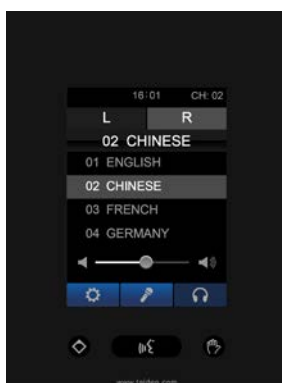 16:01 CH: 02
L R
02 CHINESE
01 ENGLISH
02 CHINESE
03 FRENCH
04 GERMANY
www.taiden.com